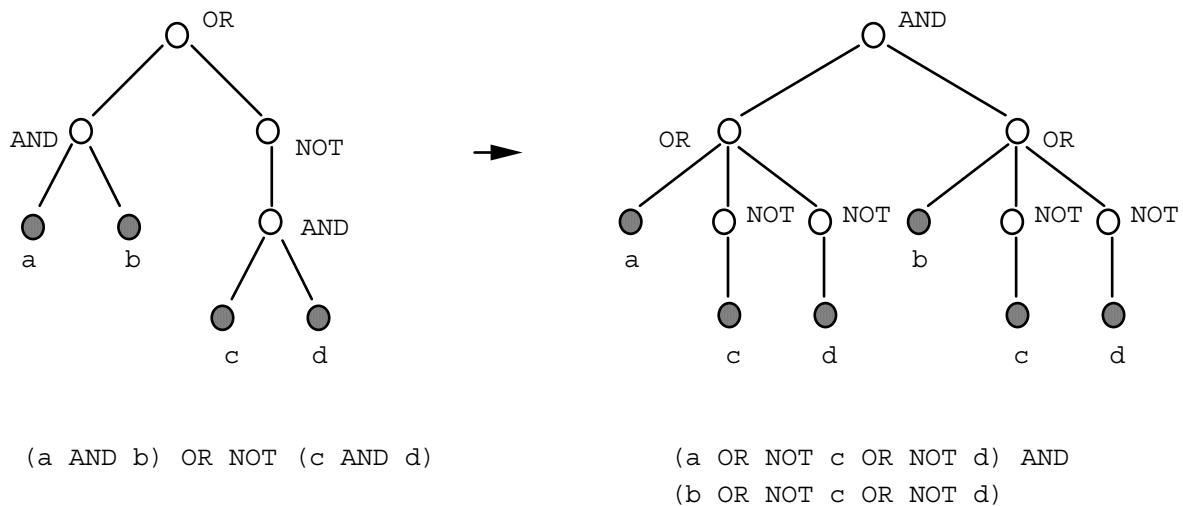 OR
AND
AND
NOT
OR
OR
AND
NOT
NOT
NOT
NOT
a
b
a
b
c
d
c
d
c
d
(a AND b) OR NOT (c AND d)
(a OR NOT c OR NOT d) AND
(b OR NOT c OR NOT d)